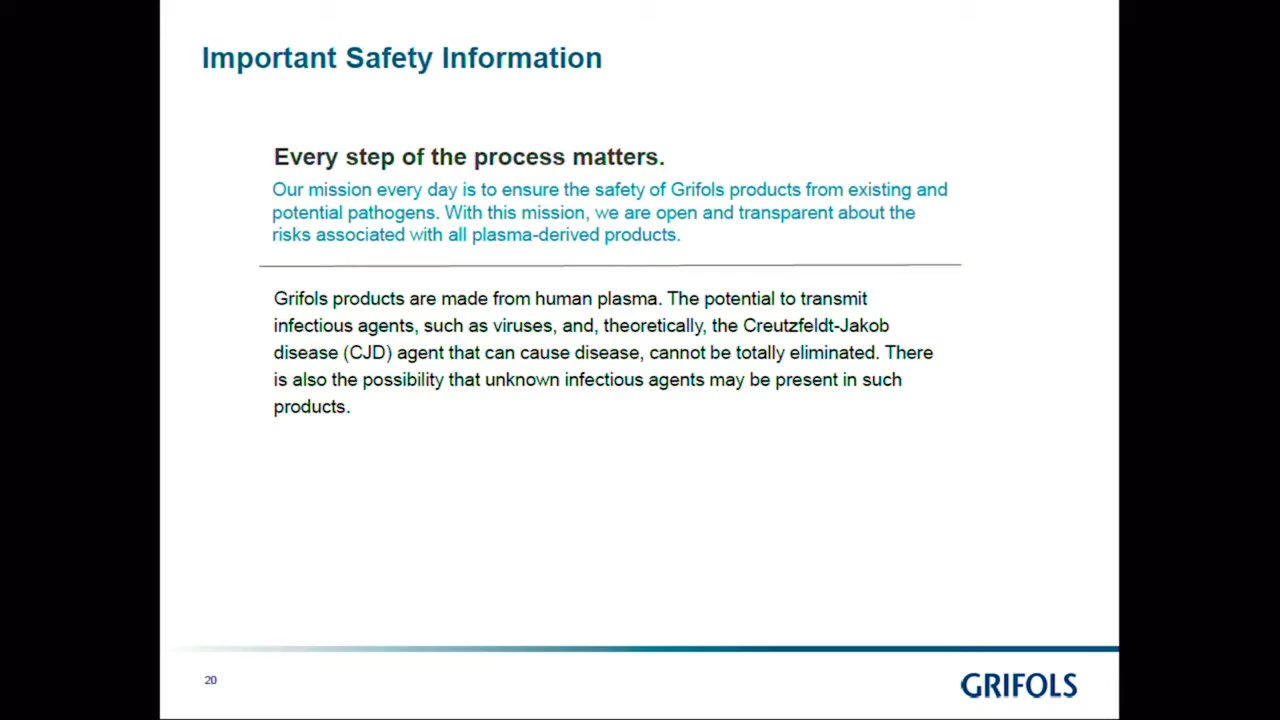 Important Safety Information
Every step of the process matters.
Our mission every day is to ensure the safety of Grifols products from existing and
potential pathogens. With this mission, we are open and transparent about the
risks associated with all plasma-derived products.
Grifols products are made from human plasma. The potential to transmit
infectious agents, such as viruses, and, theoretically, the Creutzfeldt-Jakob
disease (CJD) agent that can cause disease, cannot be totally eliminated. There
is also the possibility that unknown infectious agents may be present in such
products.
20
GRIFOLS